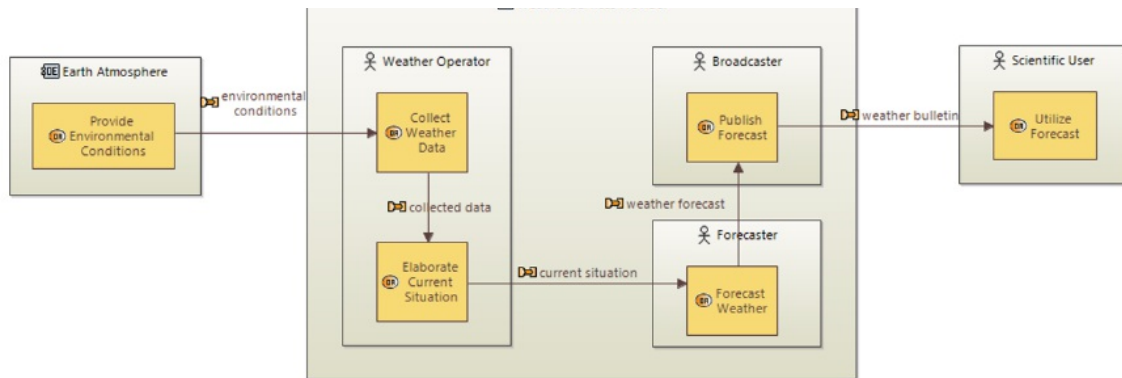 Earth Atmosphere
Provide
Environmental
Conditions
environmental
conditions
Weather Operator
Collect
Weather
Data
collected data
Elaborate
Current
Situation
current situation
Broadcaster
Publish
Forecast
weather forecast
Forecaster
Forecast
Weather
weather bulletin
Scientific User
Utilize
Forecast